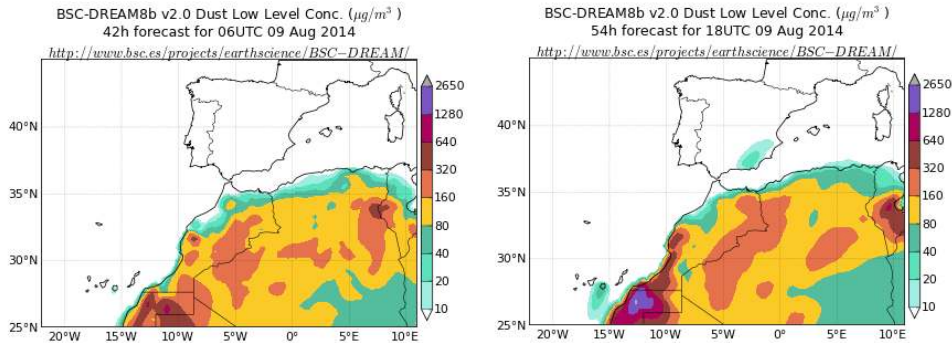 BSC-DREAM8b v2.0 Dust Low Level Conc. (μg/m³ )
42h forecast for 06UTC 09 Aug 2014
http://www.bsc.es/projects/earthscience/BSC−DREAM/
2650
1280
640
320
160
80
40
20
10
40°N
35°N
30°N
25°N
20°W 15°W 10°W 5°W 0°E 5°E 10°E
BSC-DREAM8b v2.0 Dust Low Level Conc. (μg/m³ )
54h forecast for 18UTC 09 Aug 2014
http://www.bsc.es/projects/earthscience/BSC−DREAM/
2650
1280
640
320
160
80
40
20
10
40°N
35°N
30°N
25°N
20°W 15°W 10°W 5°W 0°E 5°E 10°E